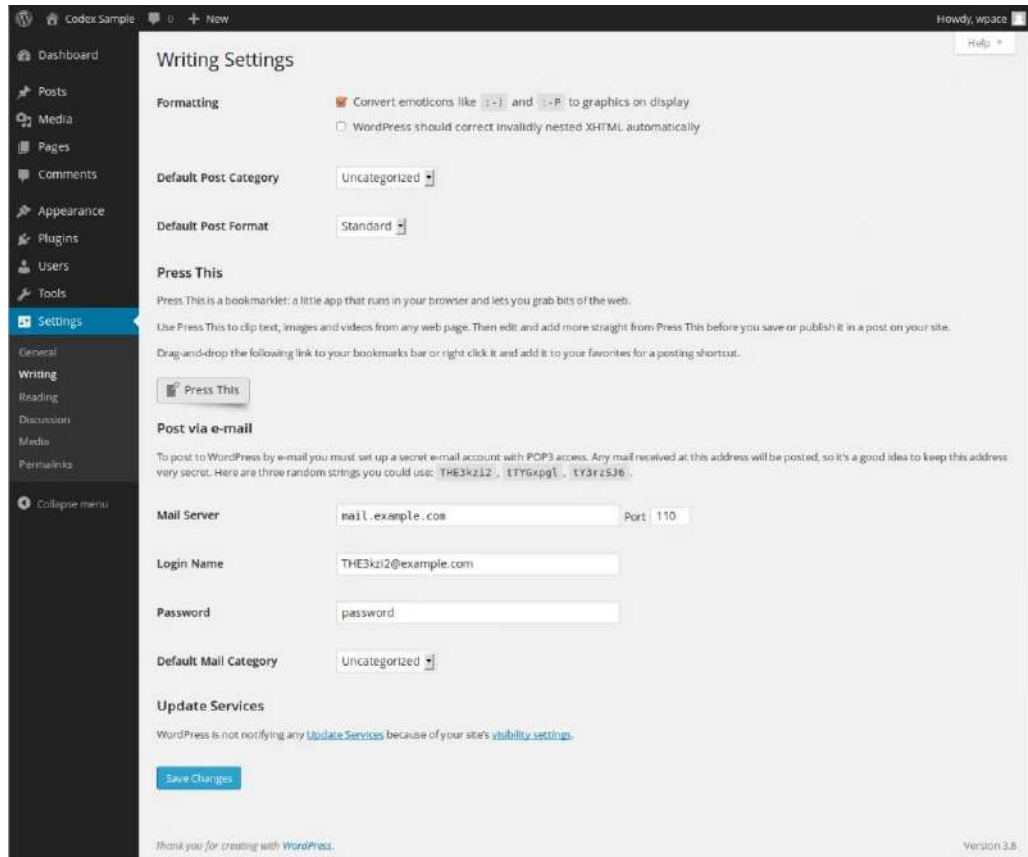 Codex Sample 0 + New Howdy, wpace
Help
Dashboard
Posts
Media
Pages
Comments
Appearance
Plugins
Users
Tools
Settings
General
Writing
Reading
Discussion
Media
Permalinks
Collapse menu
Writing Settings
Formatting
Convert emoticons like :-) and :-P to graphics on display
WordPress should correct invalidly nested XHTML automatically
Default Post Category Uncategorized
Default Post Format Standard
Press This
Press This is a bookmarklet: a little app that runs in your browser and lets you grab bits of the web.
Use Press This to clip text, images and videos from any web page. Then edit and add more straight from Press This before you save or publish it in a post on your site.
Drag-and-drop the following link to your bookmarks bar or right click it and add it to your favorites for a posting shortcut.
Press This
Post via e-mail
To post to WordPress by e-mail you must set up a secret e-mail account with POP3 access. Any mail received at this address will be posted, so it's a good idea to keep this address
very secret. Here are three random strings you could use: THE3kzi2 , tTYGxpgl , tY3rzSJ6 .
Mail Server mail.example.com Port 110
Login Name THE3kzi2@example.com
Password password
Default Mail Category Uncategorized
Update Services
WordPress is not notifying any Update Services because of your site's visibility settings.
Save Changes
Thank you for creating with WordPress. Version 3.8